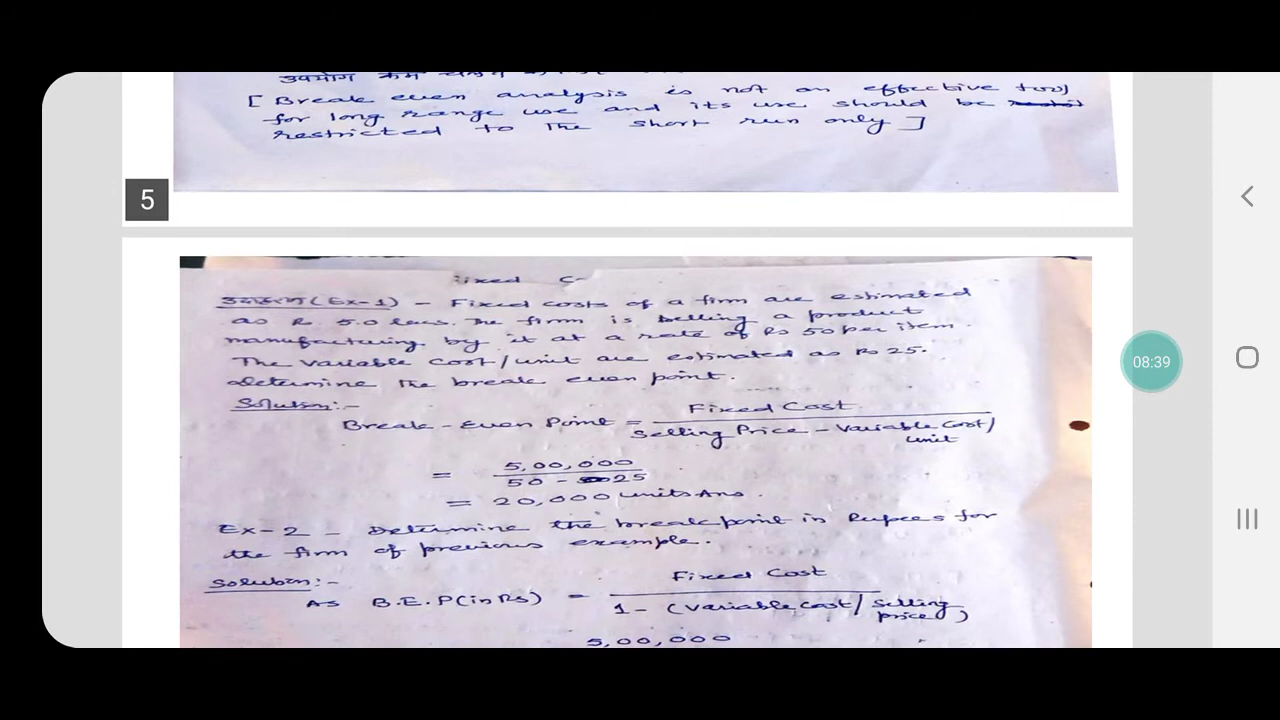 उपयोग
[ Break even analysis is not an effective tool
for long range use and its use should be
restricted to the short run only ]
5
Fixed C
उदाहरण (Ex-1) - Fixed costs of a firm are estimated
as R 5.0 lacs. The firm is selling a product
manufacturing by it at a rate of Rs 50 per item.
The variable cost/unit are estimated as Rs 25.
determine the break even point.
Solution:-
Break-Even Point = Fixed Cost
Selling Price - Variable Cost/
unit
= 5,00,000
50 - 25
= 20,000 units Ans.
Ex-2 - Determine the break point in Rupees for
the firm of previous example.
Solution:-
As B.E.P (in Rs) = Fixed Cost
1 - (Variable Cost / Selling
Price)
5,00,000
08:39